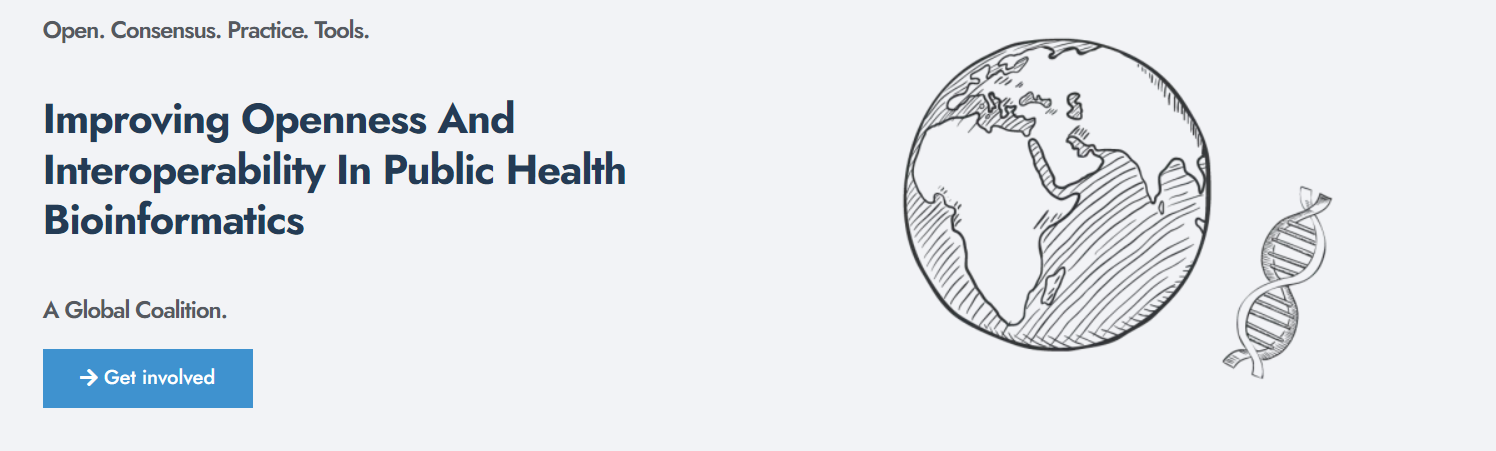 Open. Consensus. Practice. Tools.
Improving Openness And
Interoperability In Public Health
Bioinformatics
A Global Coalition.
→ Get involved